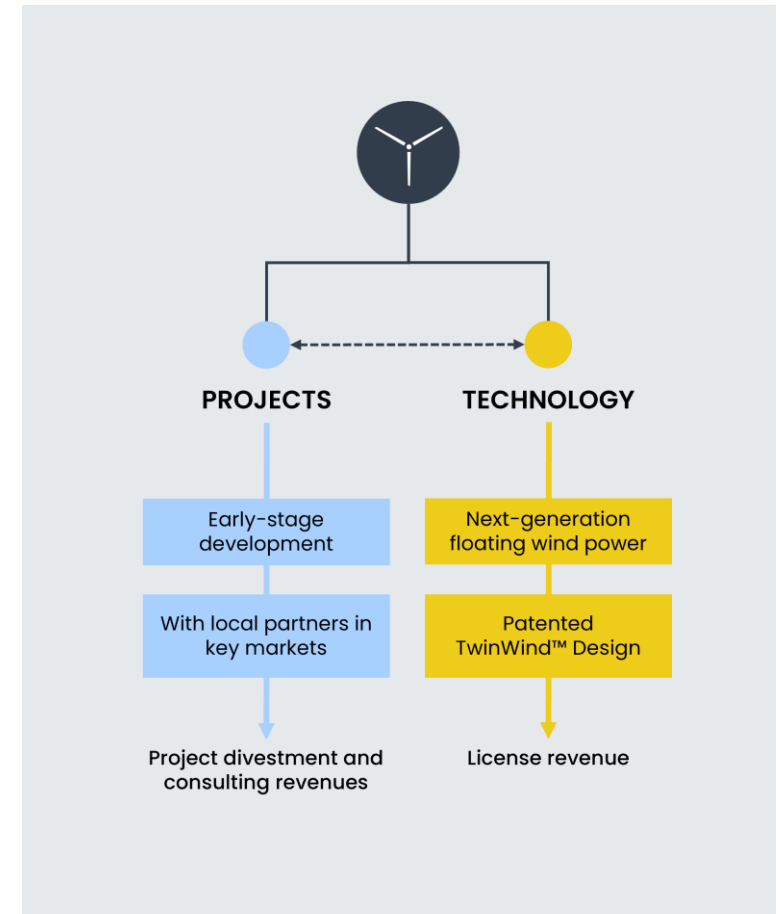 PROJECTS
TECHNOLOGY
Early-stage
development
Next-generation
floating wind power
With local partners in
key markets
Patented
TwinWind™ Design
Project divestment and
consulting revenues
License revenue